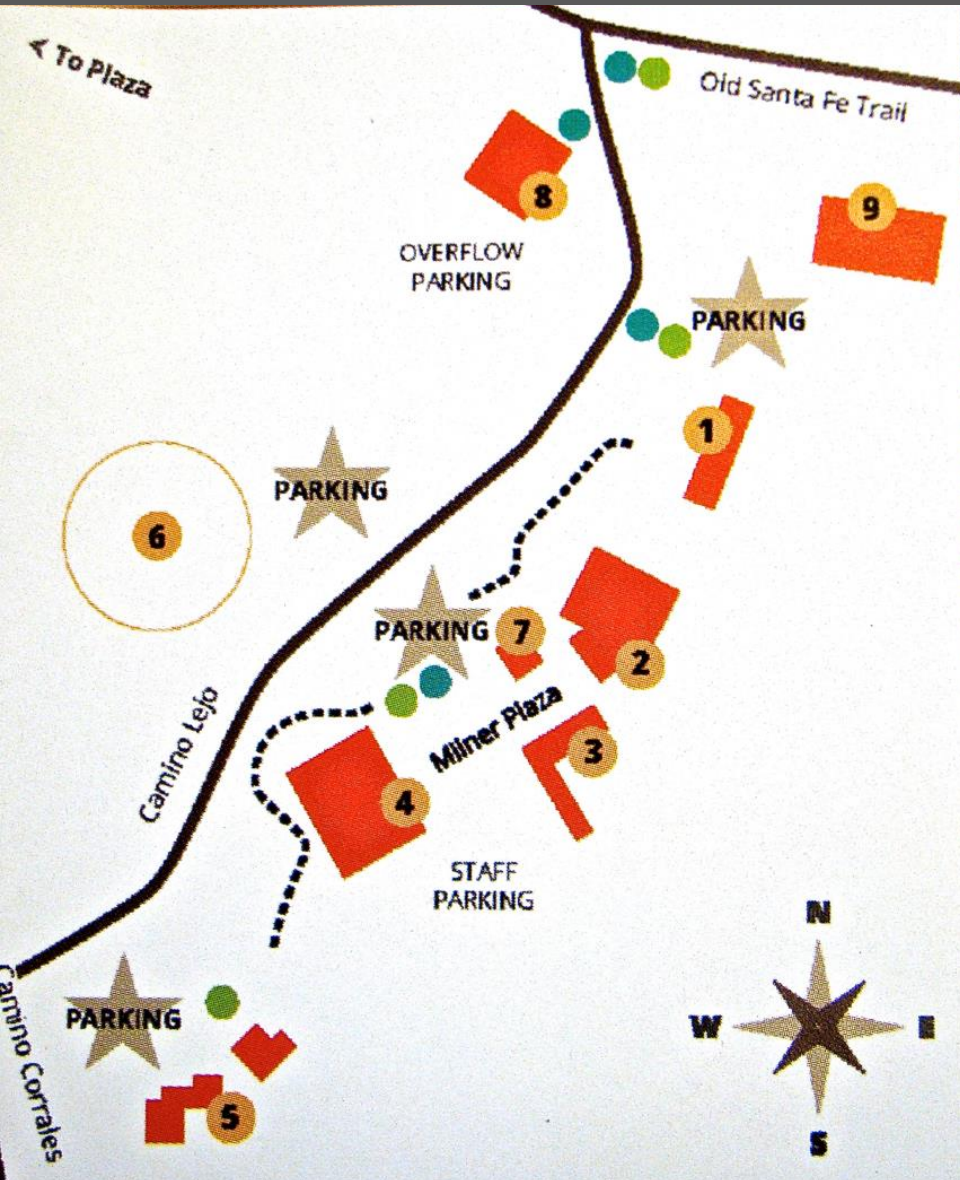 < To Plaza
Old Santa Fe Trail
8
9
OVERFLOW
PARKING
PARKING
1
PARKING
6
PARKING
7
2
Camino Lejo
Milner Plaza
3
4
STAFF
PARKING
N
W
E
S
Camino Corrales
PARKING
5